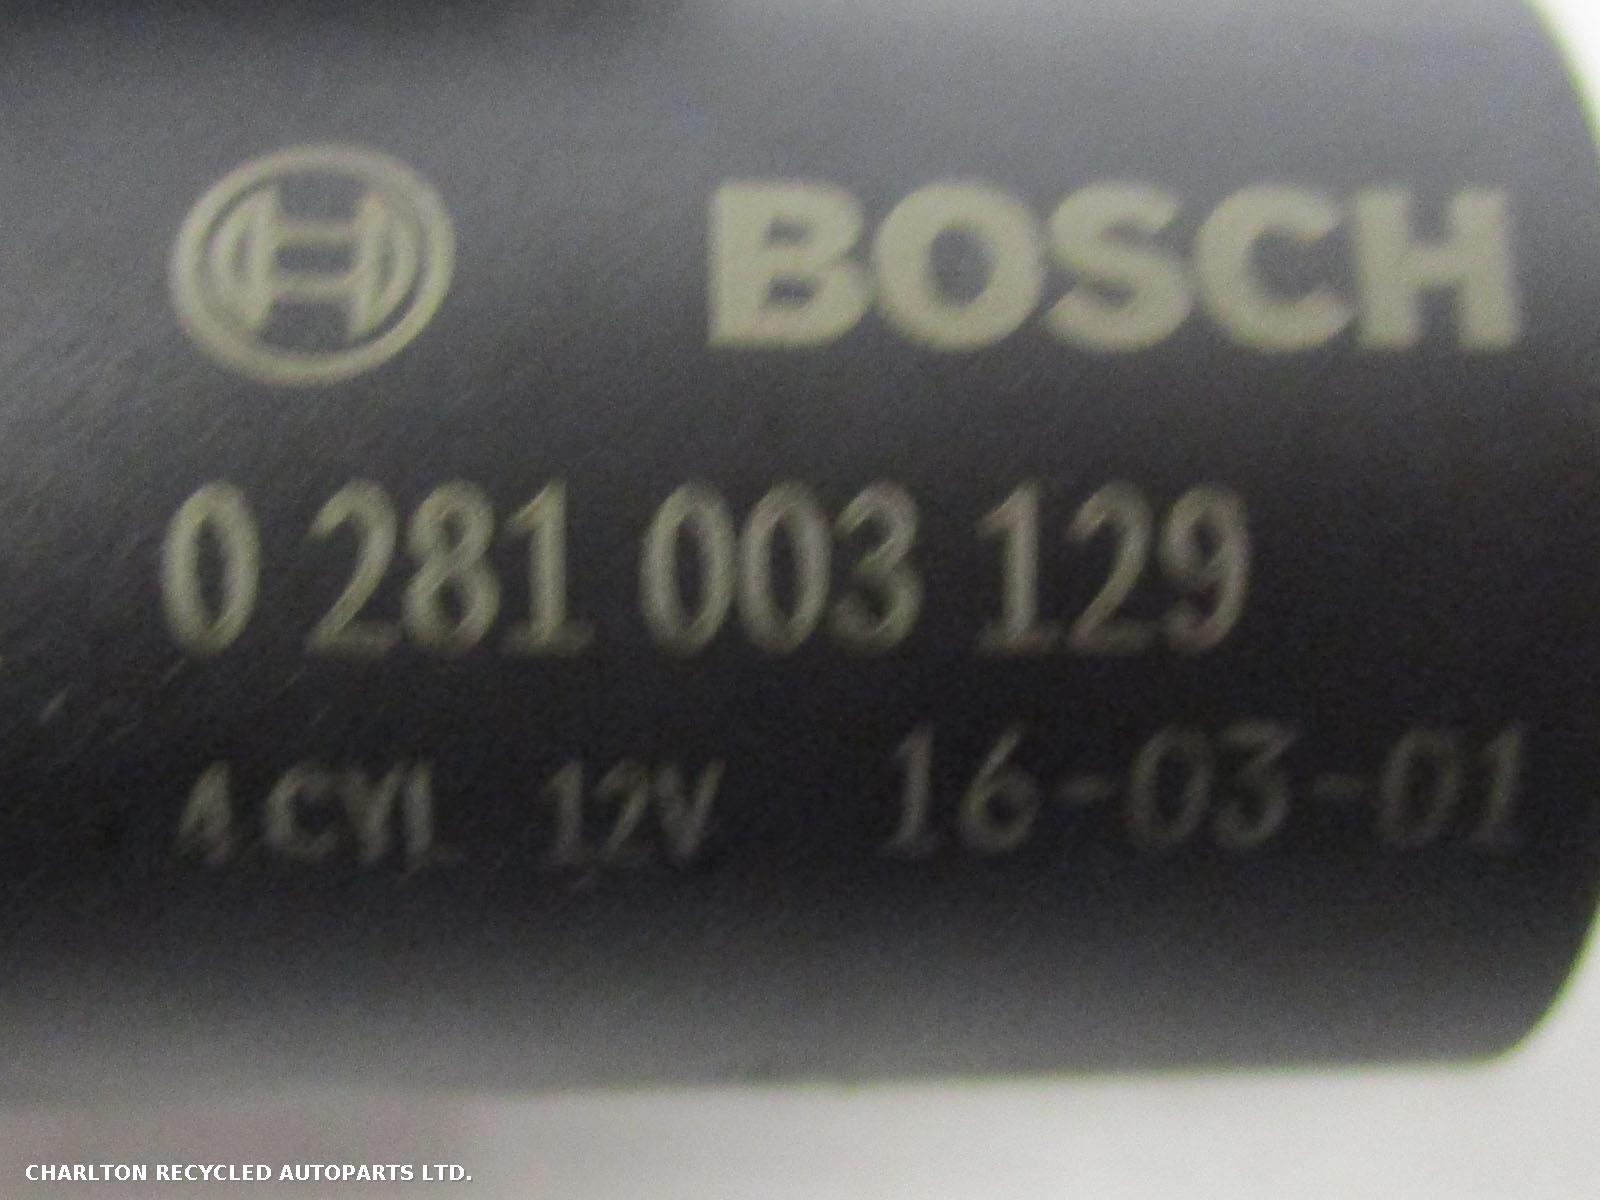 BOSCH
0 281 003 129
4 CYL 12V 16-03-01
CHARLTON RECYCLED AUTOPARTS LTD.